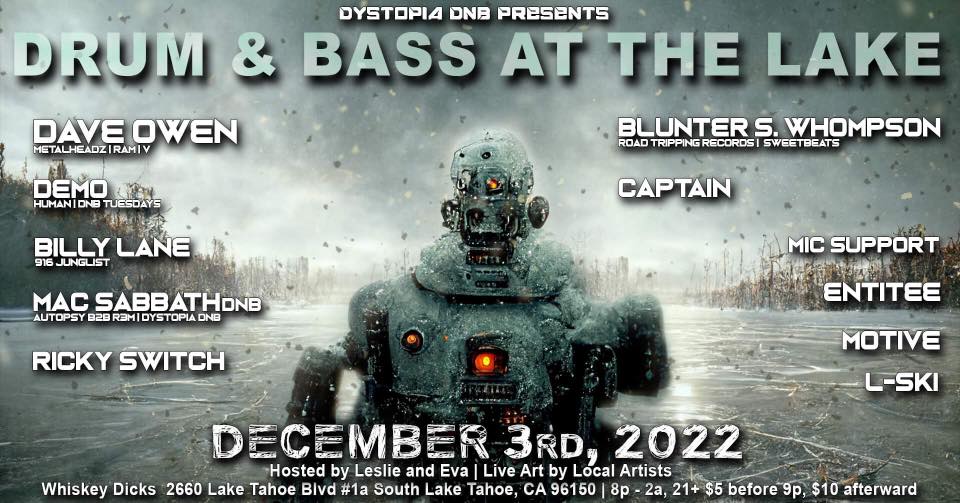 DYSTOPIA DNB PRESENTS
DRUM & BASS AT THE LAKE
DAVE OWEN
METALHEADZ | RAM | V
DEMO
HUMAN | DNB TUESDAYS
BILLY LANE
916 JUNGLIST
MAC SABBATH DNB
AUTOPSY B2B R3M | DYSTOPIA DNB
RICKY SWITCH
BLUNTER S. WHOMPSON
ROAD TRIPPING RECORDS | SWEETBEATS
CAPTAIN
MIC SUPPORT
ENTITEE
MOTIVE
L-SKI
DECEMBER 3RD, 2022
Hosted by Leslie and Eva | Live Art by Local Artists
Whiskey Dicks 2660 Lake Tahoe Blvd #1a South Lake Tahoe, CA 96150 | 8p - 2a, 21+ $5 before 9p, $10 afterward